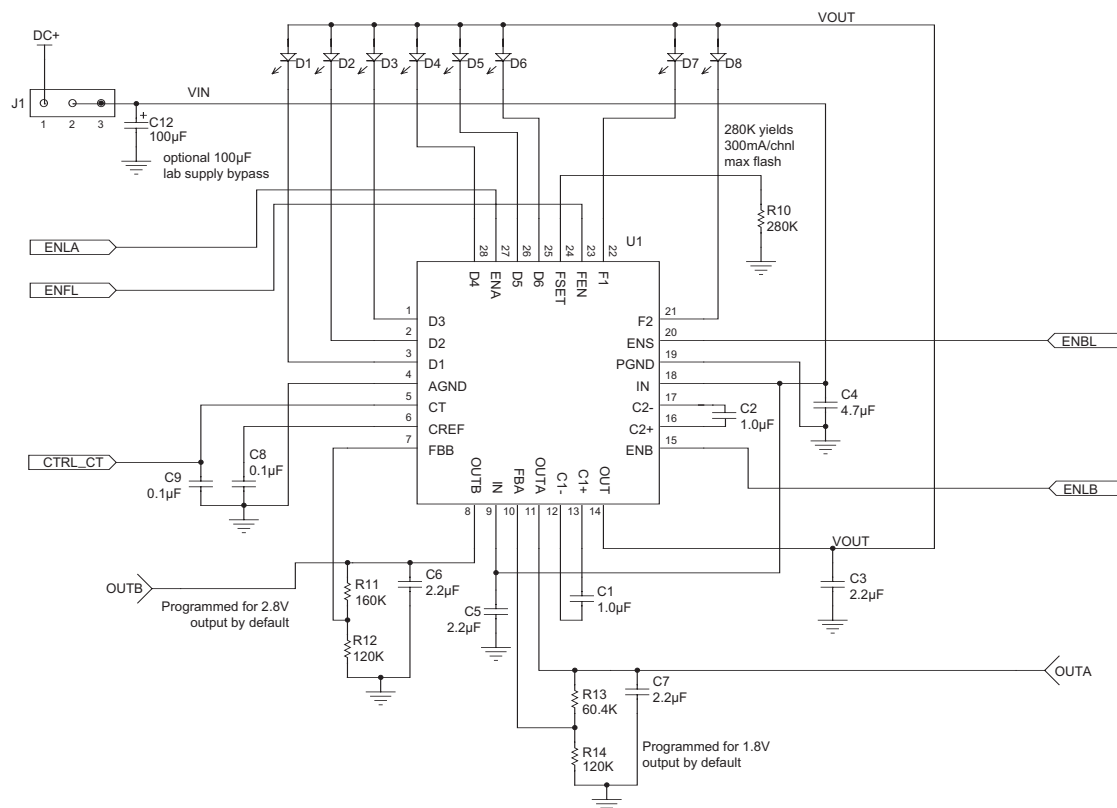 DC+
VOUT
D1
D2
D3
D4
D5
D6
D7
D8
J1
1
2
3
VIN
+
C12
100µF
optional 100µF
lab supply bypass
280K yields
300mA/chnl
max flash
R10
280K
ENLA
ENFL
U1
28
27
26
25
24
23
22
D4
ENA
D5
D6
FSET
FEN
F1
1
D3
2
D2
3
D1
4
AGND
5
CT
6
CREF
7
FBB
21
F2
20
ENS
19
PGND
18
IN
17
C2-
16
C2+
15
ENB
ENBL
C4
4.7µF
C2
1.0µF
CTRL_CT
C9
0.1µF
C8
0.1µF
ENLB
OUTB
IN
FBA
OUTA
C1-
C1+
OUT
8
9
10
11
12
13
14
VOUT
OUTB
Programmed for 2.8V
output by default
R11
160K
R12
120K
C6
2.2µF
C5
2.2µF
C1
1.0µF
C3
2.2µF
OUTA
R13
60.4K
C7
2.2µF
R14
120K
Programmed for 1.8V
output by default